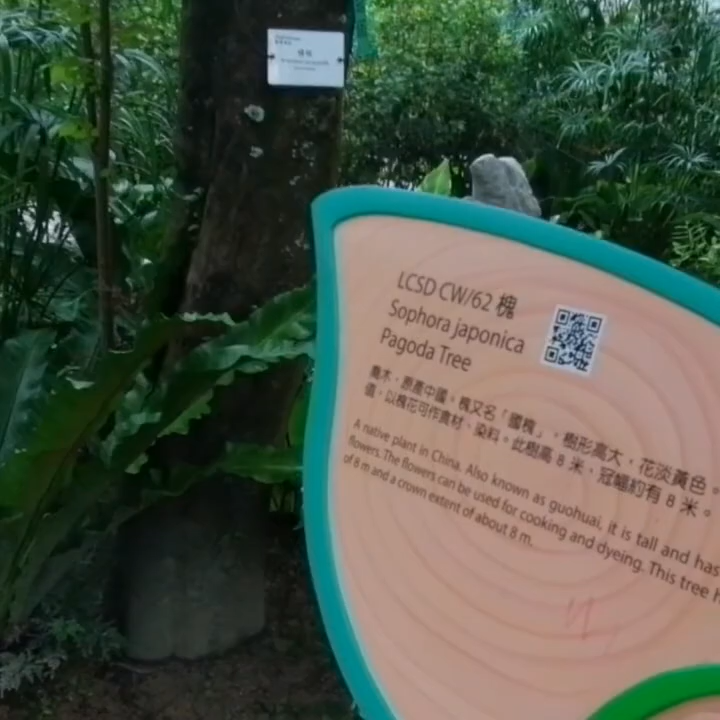 LCSD CW/62 槐
Sophora japonica
Pagoda Tree
喬木，原產中國。槐又名「國槐」，樹形高大，花淡黃色。
值，以槐花可作食材、染料。此樹高 8 米，冠幅約有 8 米。
A native plant in China. Also known as guohuai, it is tall and has
flowers. The flowers can be used for cooking and dyeing. This tree h
of 8 m and a crown extent of about 8 m.